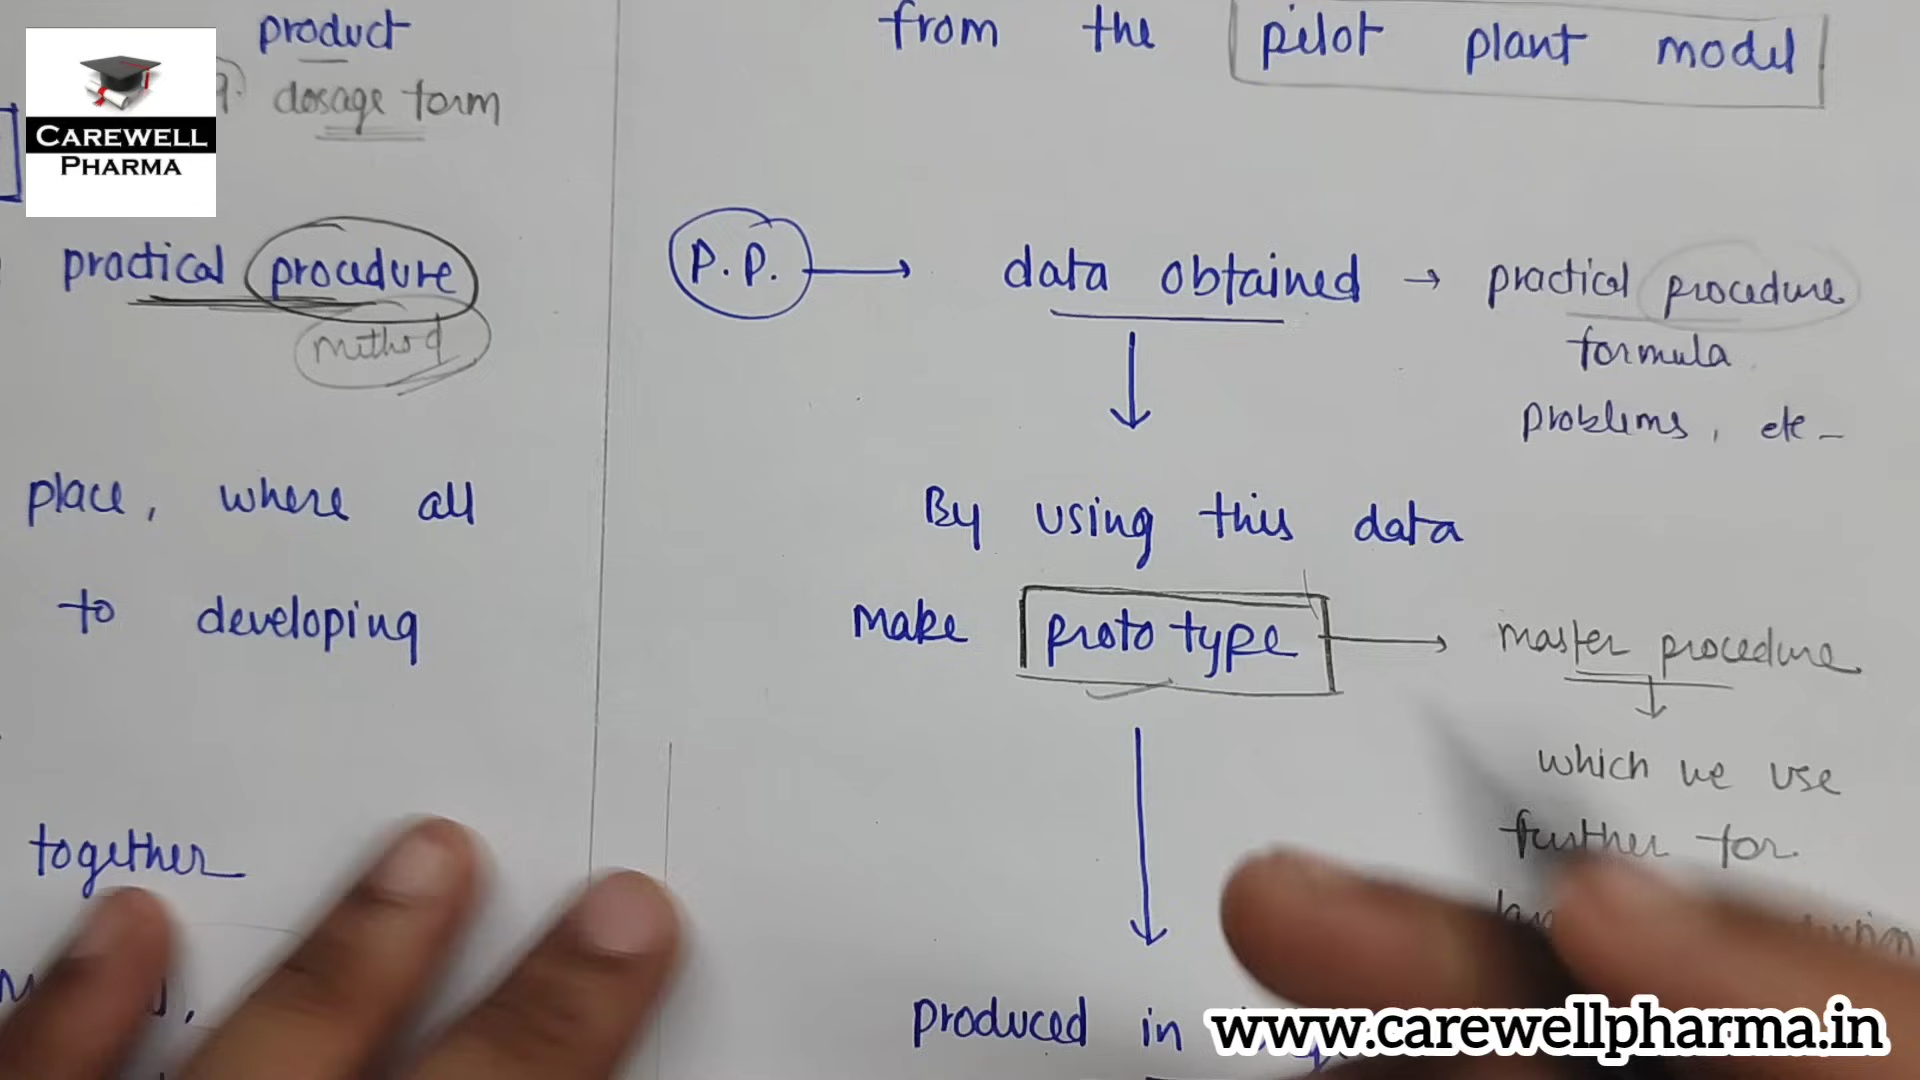 product
dosage form
CAREWELL
PHARMA
practical procedure
method
place, where all
to developing
together
from the pilot plant model
P.P. → data obtained → practical procedure
formula
problems, etc-
By using this data
make prototype → master procedure
which we use
further for
produced in
www.carewellpharma.in